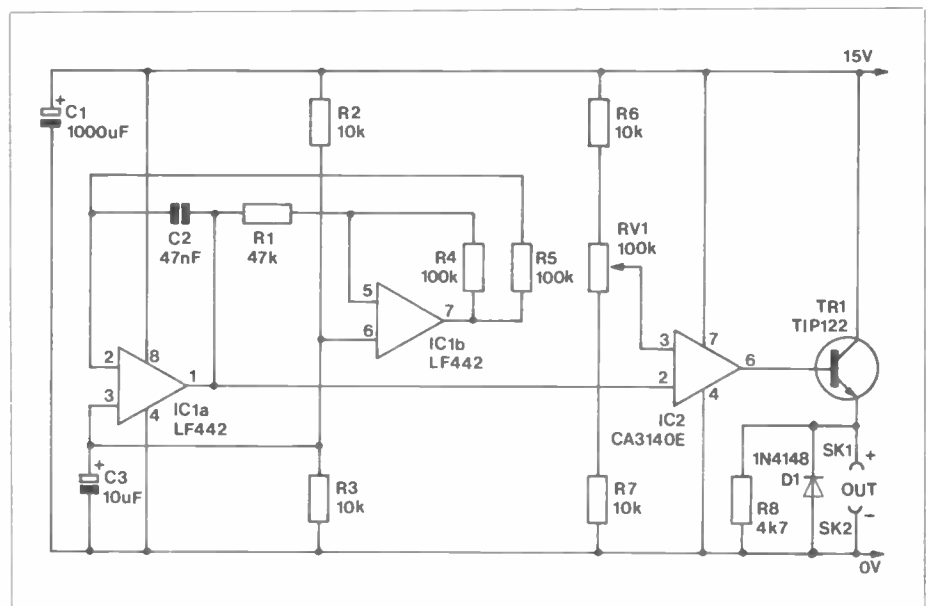 15V
+
C1
1000uF
R2
10k
R6
10k
C2
47nF
R1
47k
R4
100k
R5
100k
RV1
100k
5
6
7
IC1b
LF442
TR1
TIP122
2
3
8
4
1
IC1a
LF442
3
2
7
4
6
IC2
CA3140E
+
C3
10uF
R3
10k
R7
10k
R8
4k7
1N4148
D1
SK1
+
OUT
SK2
−
0V